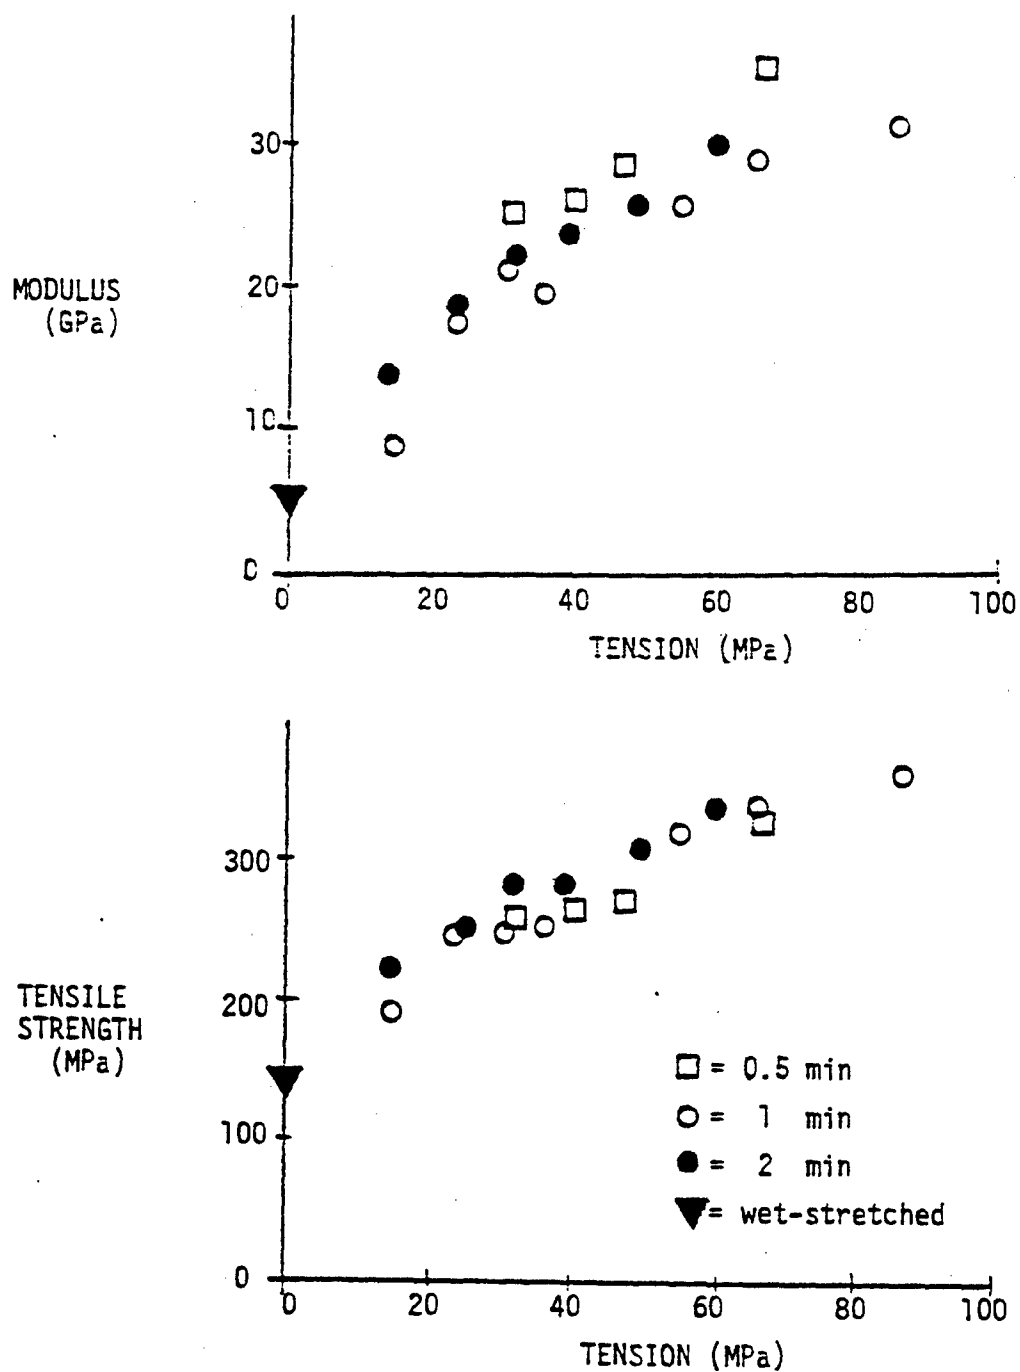 30
20
MODULUS
(GPa)
10
0
0 20 40 60 80 100
TENSION (MPa)
300
200
TENSILE
STRENGTH
(MPa)
100
□ = 0.5 min
○ = 1 min
● = 2 min
▼ = wet-stretched
0
0 20 40 60 80 100
TENSION (MPa)